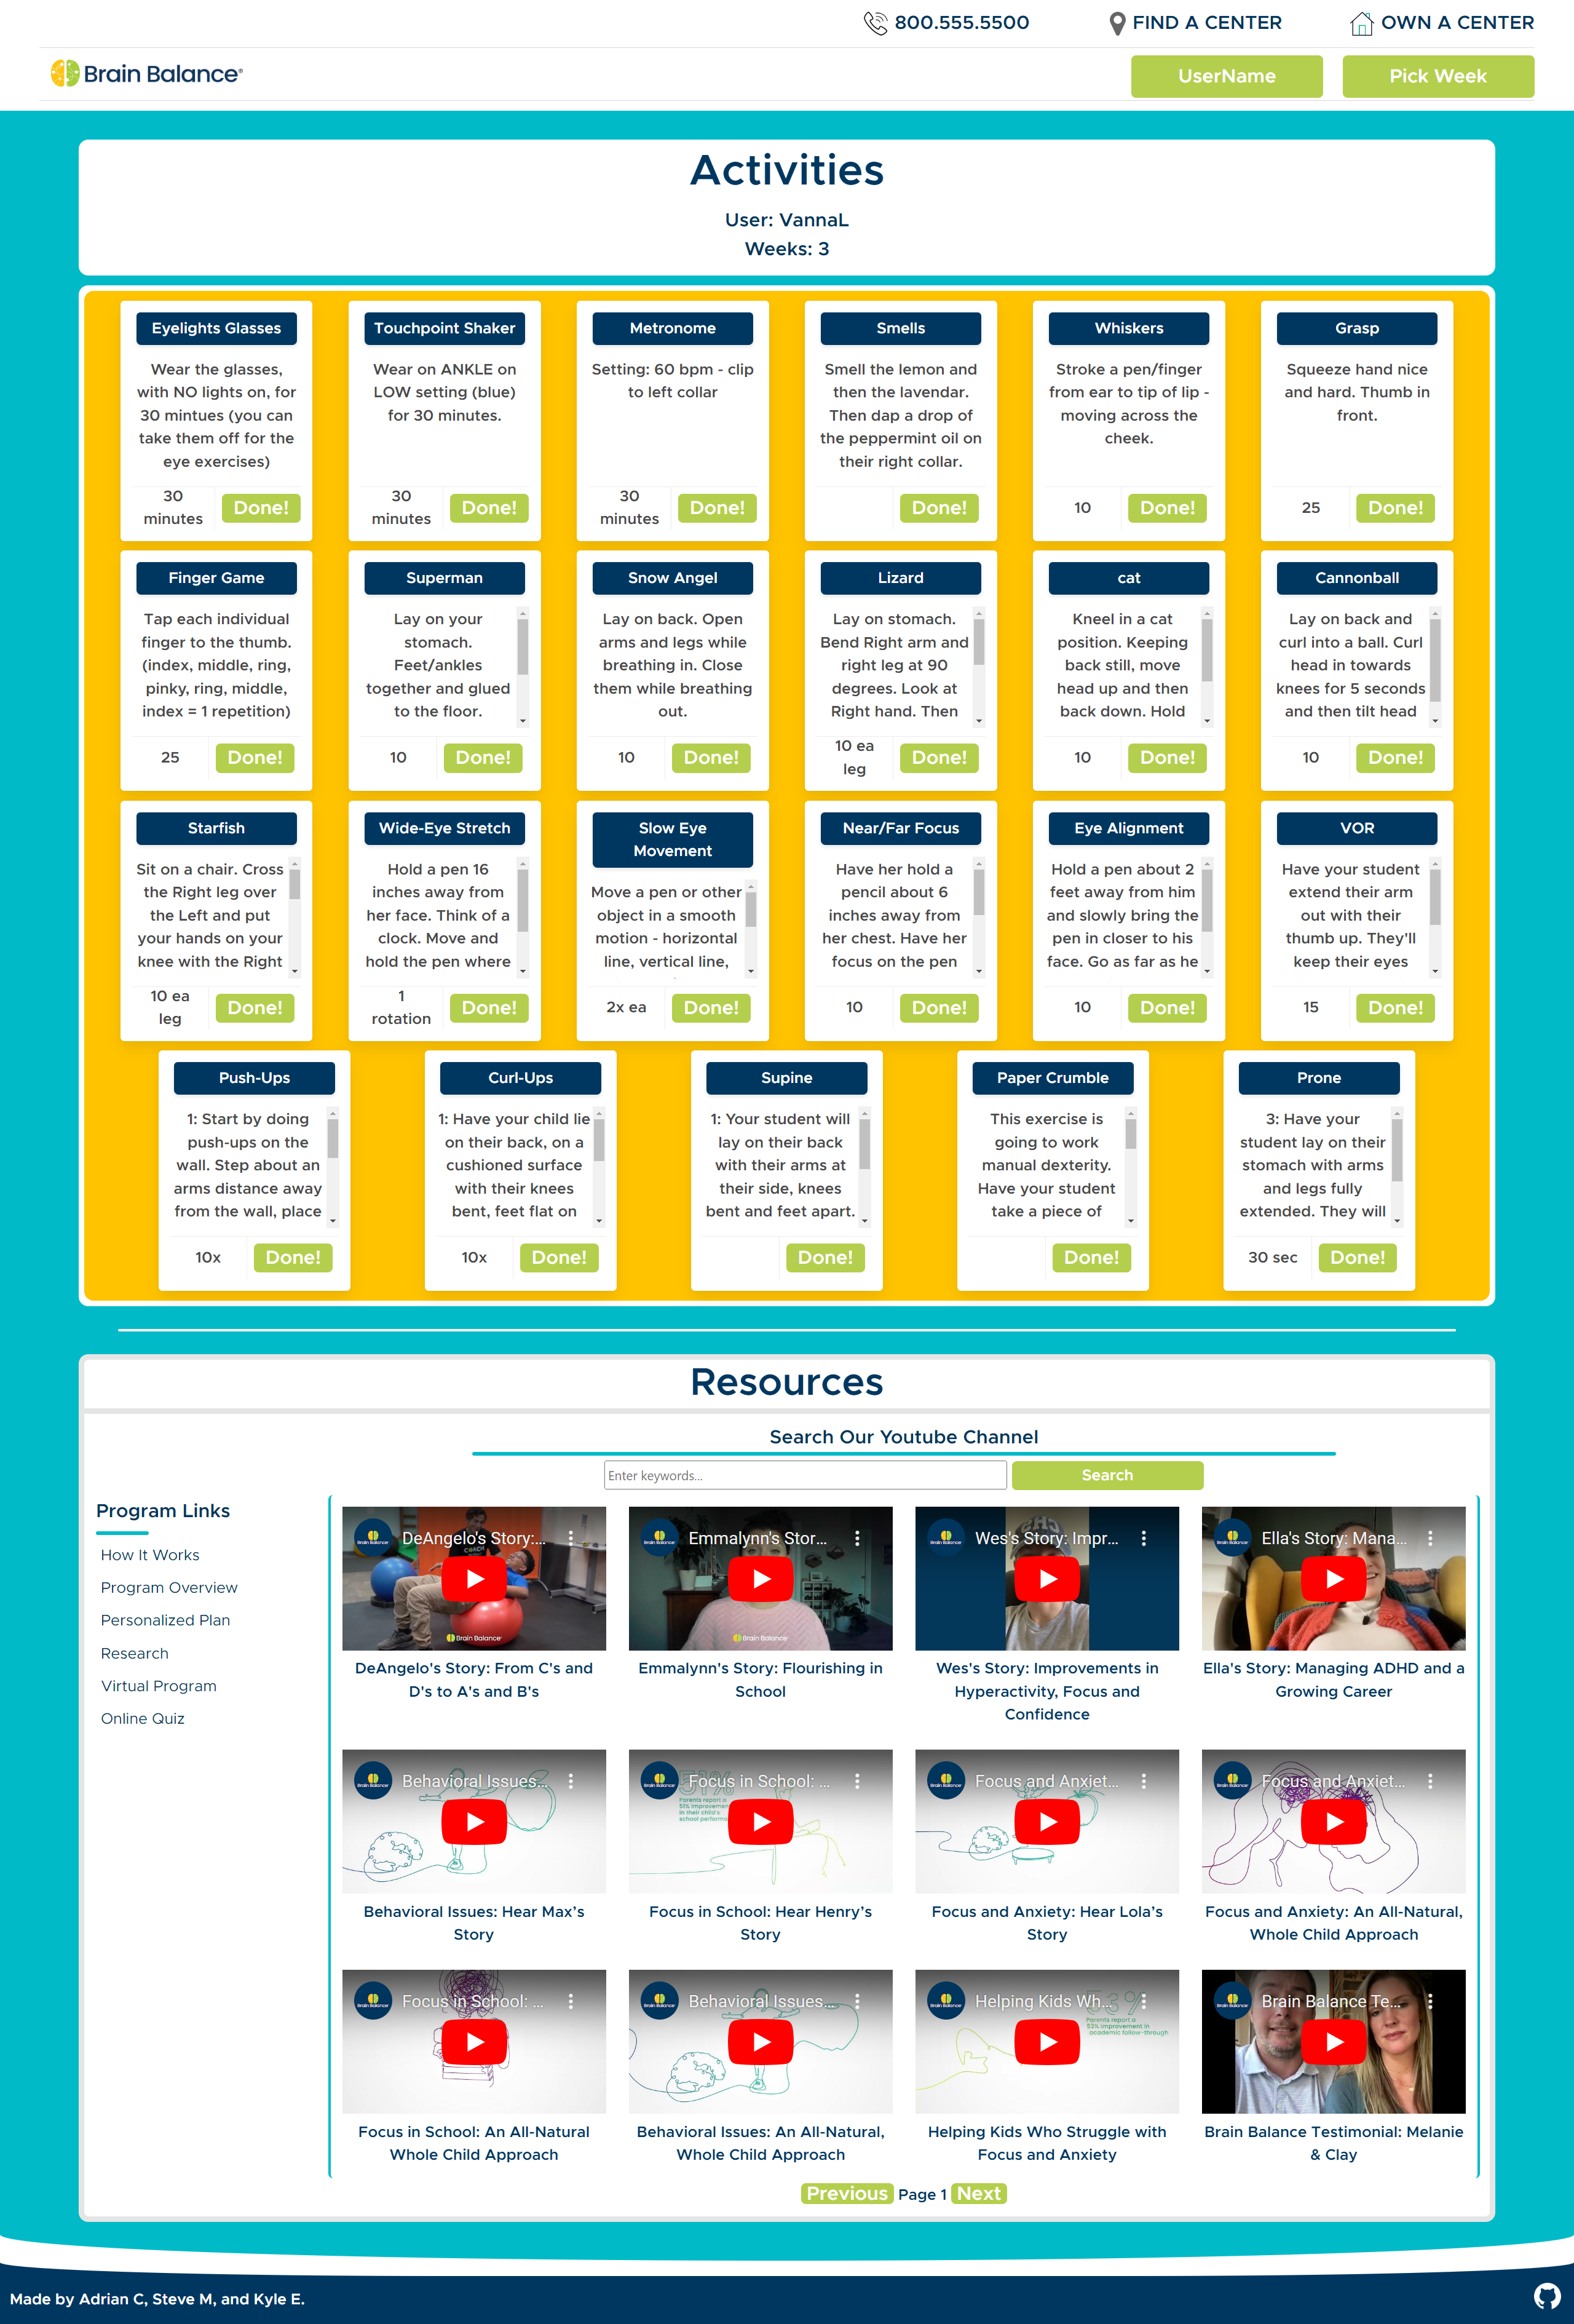 800.555.5500
FIND A CENTER
OWN A CENTER
Brain Balance®
UserName
Pick Week
Activities
User: VannaL
Weeks: 3
Eyelights Glasses
Wear the glasses,
with NO lights on, for
30 mintues (you can
take them off for the
eye exercises)
30
minutes
Done!
Touchpoint Shaker
Wear on ANKLE on
LOW setting (blue)
for 30 minutes.
30
minutes
Done!
Metronome
Setting: 60 bpm - clip
to left collar
30
minutes
Done!
Smells
Smell the lemon and
then the lavendar.
Then dap a drop of
the peppermint oil on
their right collar.
Done!
Whiskers
Stroke a pen/finger
from ear to tip of lip -
moving across the
cheek.
10
Done!
Grasp
Squeeze hand nice
and hard. Thumb in
front.
25
Done!
Finger Game
Tap each individual
finger to the thumb.
(index, middle, ring,
pinky, ring, middle,
index = 1 repetition)
25
Done!
Superman
Lay on your
stomach.
Feet/ankles
together and glued
to the floor.
10
Done!
Snow Angel
Lay on back. Open
arms and legs while
breathing in. Close
them while breathing
out.
10
Done!
Lizard
Lay on stomach.
Bend Right arm and
right leg at 90
degrees. Look at
Right hand. Then
10 ea
leg
Done!
cat
Kneel in a cat
position. Keeping
back still, move
head up and then
back down. Hold
10
Done!
Cannonball
Lay on back and
curl into a ball. Curl
head in towards
knees for 5 seconds
and then tilt head
10
Done!
Starfish
Sit on a chair. Cross
the Right leg over
the Left and put
your hands on your
knee with the Right
10 ea
leg
Done!
Wide-Eye Stretch
Hold a pen 16
inches away from
her face. Think of a
clock. Move and
hold the pen where
1
rotation
Done!
Slow Eye
Movement
Move a pen or other
object in a smooth
motion - horizontal
line, vertical line,
2x ea
Done!
Near/Far Focus
Have her hold a
pencil about 6
inches away from
her chest. Have her
focus on the pen
10
Done!
Eye Alignment
Hold a pen about 2
feet away from him
and slowly bring the
pen in closer to his
face. Go as far as he
10
Done!
VOR
Have your student
extend their arm
out with their
thumb up. They'll
keep their eyes
15
Done!
Push-Ups
1: Start by doing
push-ups on the
wall. Step about an
arms distance away
from the wall, place
10x
Done!
Curl-Ups
1: Have your child lie
on their back, on a
cushioned surface
with their knees
bent, feet flat on
10x
Done!
Supine
1: Your student will
lay on their back
with their arms at
their side, knees
bent and feet apart.
Done!
Paper Crumble
This exercise is
going to work
manual dexterity.
Have your student
take a piece of
Done!
Prone
3: Have your
student lay on their
stomach with arms
and legs fully
extended. They will
30 sec
Done!
Resources
Search Our Youtube Channel
Enter keywords...
Search
Program Links
How It Works
Program Overview
Personalized Plan
Research
Virtual Program
Online Quiz
DeAngelo's Story:...
COACH
Brain Balance
DeAngelo's Story: From C's and
D's to A's and B's
Emmalynn's Stor...
Brain Balance
Emmalynn's Story: Flourishing in
School
Wes's Story: Impr...
Wes's Story: Improvements in
Hyperactivity, Focus and
Confidence
Ella's Story: Mana...
Ella's Story: Managing ADHD and a
Growing Career
Behavioral Issues...
Behavioral Issues: Hear Max's
Story
Focus in School: ...
51%
Parents report a
51% improvement
in their child's
school performa
Focus in School: Hear Henry's
Story
Focus and Anxiet...
Focus and Anxiety: Hear Lola's
Story
Focus and Anxiet...
Focus and Anxiety: An All-Natural,
Whole Child Approach
Focus in School: ...
Focus in School: An All-Natural
Whole Child Approach
Behavioral Issues...
Behavioral Issues: An All-Natural,
Whole Child Approach
Helping Kids Wh...
53%
Parents report a
53% improvement in
academic follow-through
Helping Kids Who Struggle with
Focus and Anxiety
Brain Balance Te...
Brain Balance Testimonial: Melanie
& Clay
Previous Page 1 Next
Made by Adrian C, Steve M, and Kyle E.